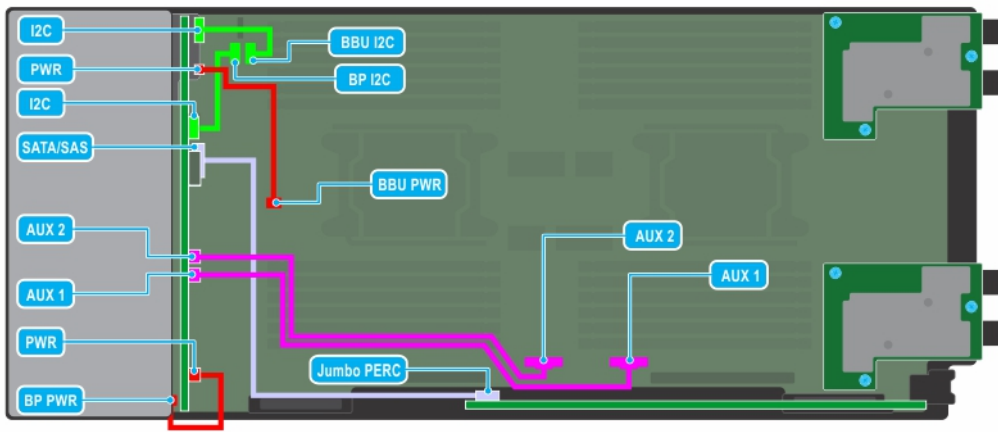 I2C
BBU I2C
PWR
BP I2C
I2C
SATA/SAS
BBU PWR
AUX 2
AUX 2
AUX 1
AUX 1
PWR
Jumbo PERC
BP PWR